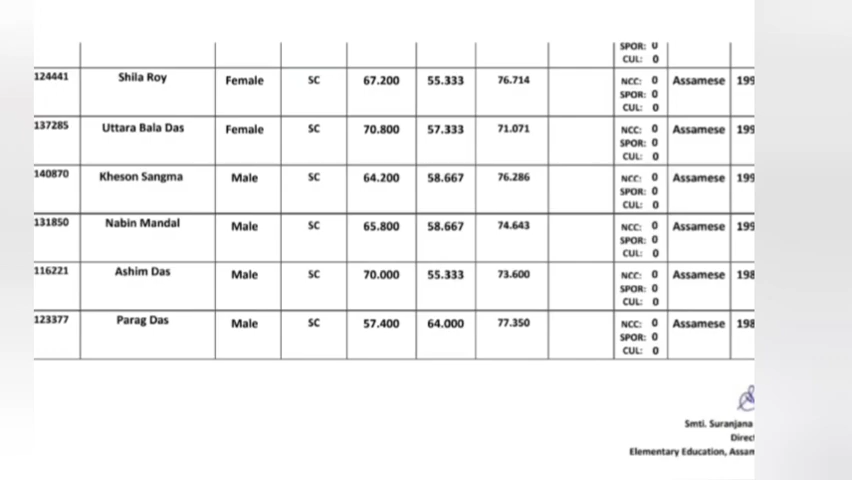 SPOR: 0
CUL: 0
124441 Shila Roy Female SC 67.200 55.333 76.714 NCC: 0 Assamese 199
SPOR: 0
CUL: 0
137285 Uttara Bala Das Female SC 70.800 57.333 71.071 NCC: 0 Assamese 199
SPOR: 0
CUL: 0
140870 Kheson Sangma Male SC 64.200 58.667 76.286 NCC: 0 Assamese 199
SPOR: 0
CUL: 0
131850 Nabin Mandal Male SC 65.800 58.667 74.643 NCC: 0 Assamese 199
SPOR: 0
CUL: 0
116221 Ashim Das Male SC 70.000 55.333 73.600 NCC: 0 Assamese 198
SPOR: 0
CUL: 0
123377 Parag Das Male SC 57.400 64.000 77.350 NCC: 0 Assamese 198
SPOR: 0
CUL: 0
Smti. Suranjana
Direct
Elementary Education, Assam